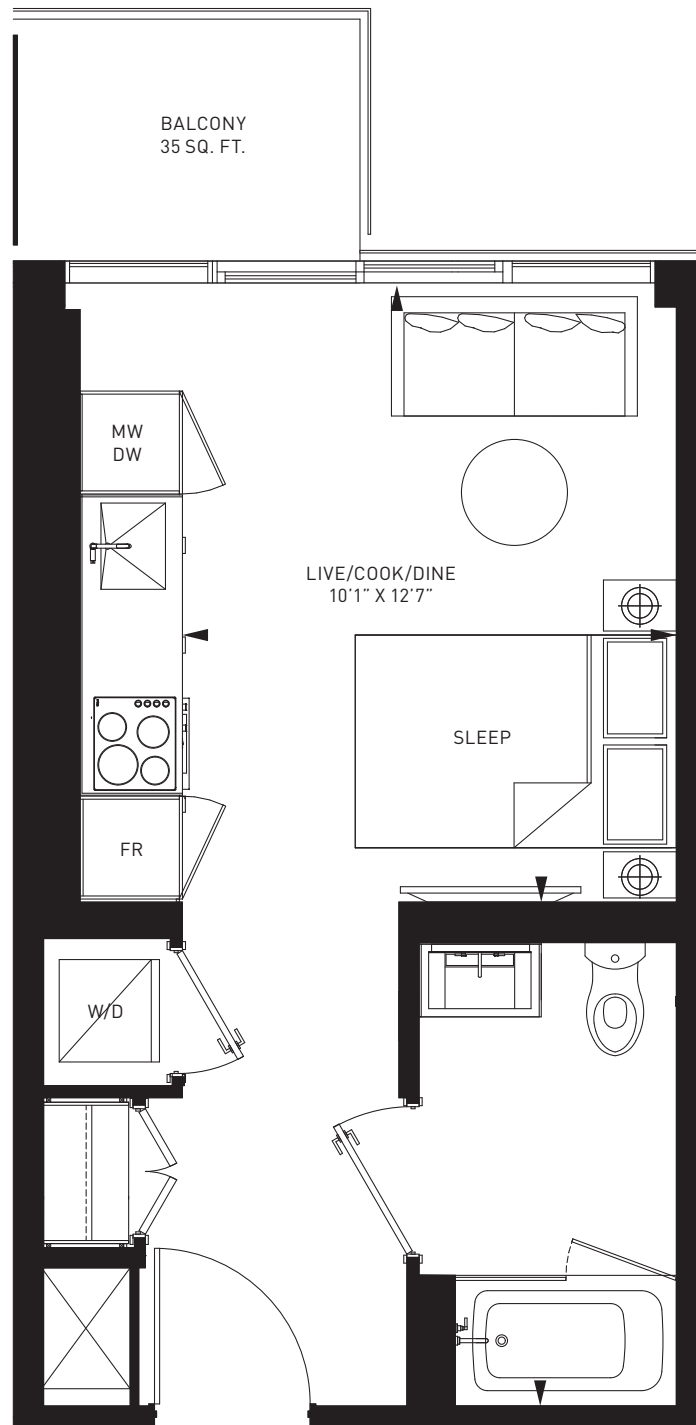 BALCONY
35 SQ. FT.
MW
DW
LIVE/COOK/DINE
10'1" X 12'7"
SLEEP
FR
W/D